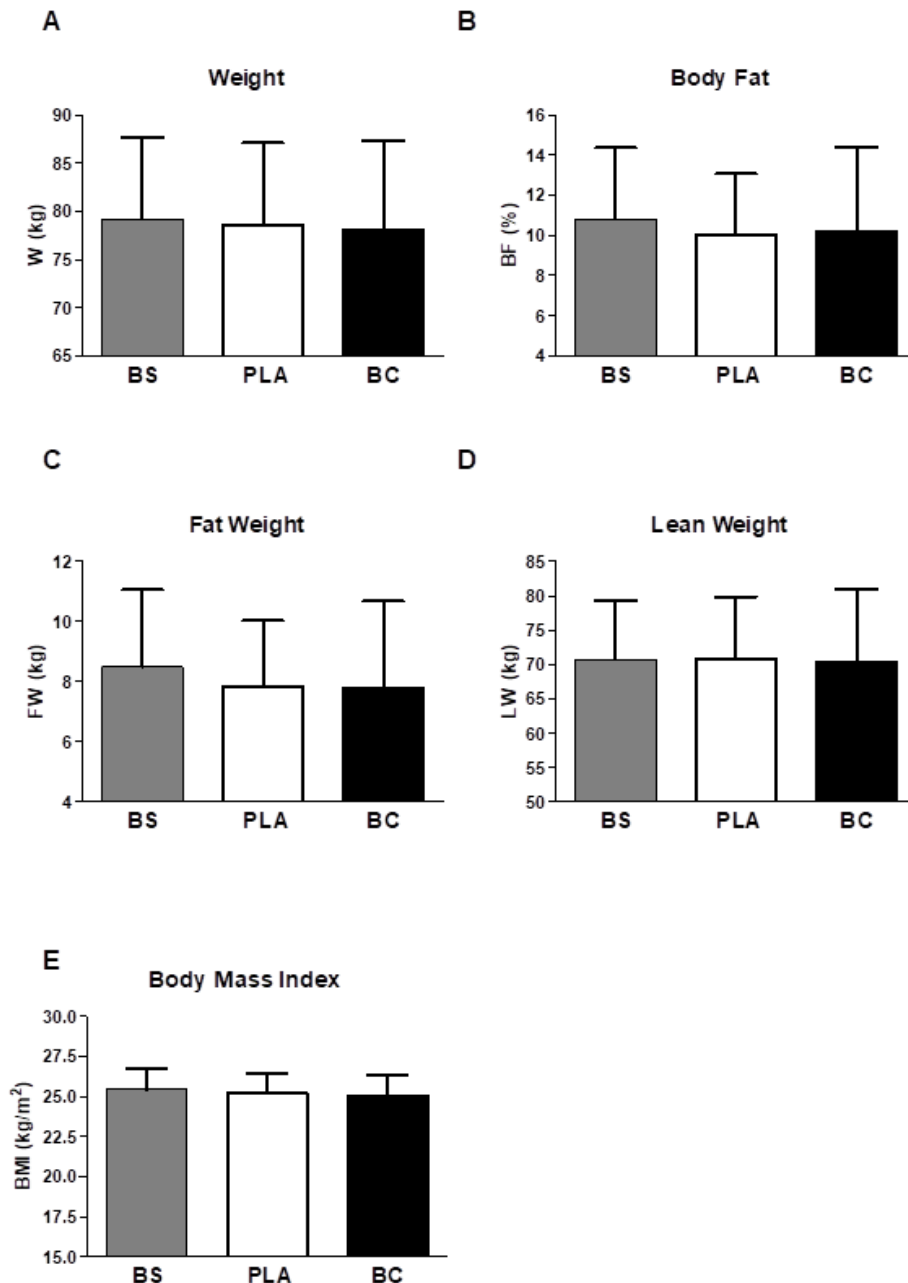 A
Weight
W (kg)
90
85
80
75
70
65
BS PLA BC
B
Body Fat
BF (%)
16
14
12
10
8
6
4
BS PLA BC
C
Fat Weight
FW (kg)
12
10
8
6
4
BS PLA BC
D
Lean Weight
LW (kg)
85
80
75
70
65
60
55
50
BS PLA BC
E
Body Mass Index
BMI (kg/m²)
30.0
27.5
25.0
22.5
20.0
17.5
15.0
BS PLA BC